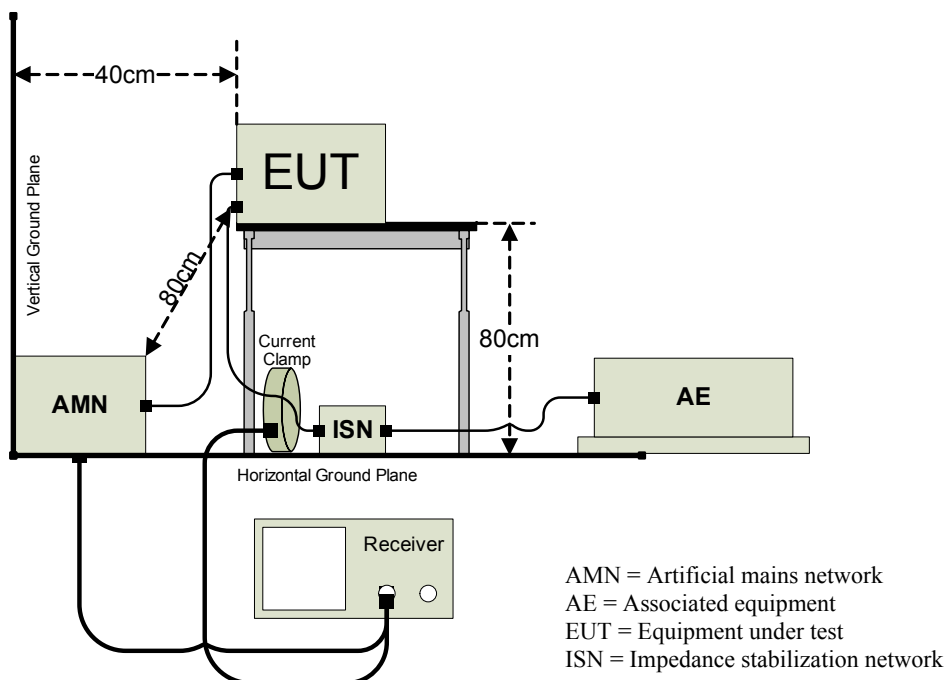 40cm
EUT
Vertical Ground Plane
80cm
80cm
Current
Clamp
AMN
ISN
AE
Horizontal Ground Plane
Receiver
AMN = Artificial mains network
AE = Associated equipment
EUT = Equipment under test
ISN = Impedance stabilization network